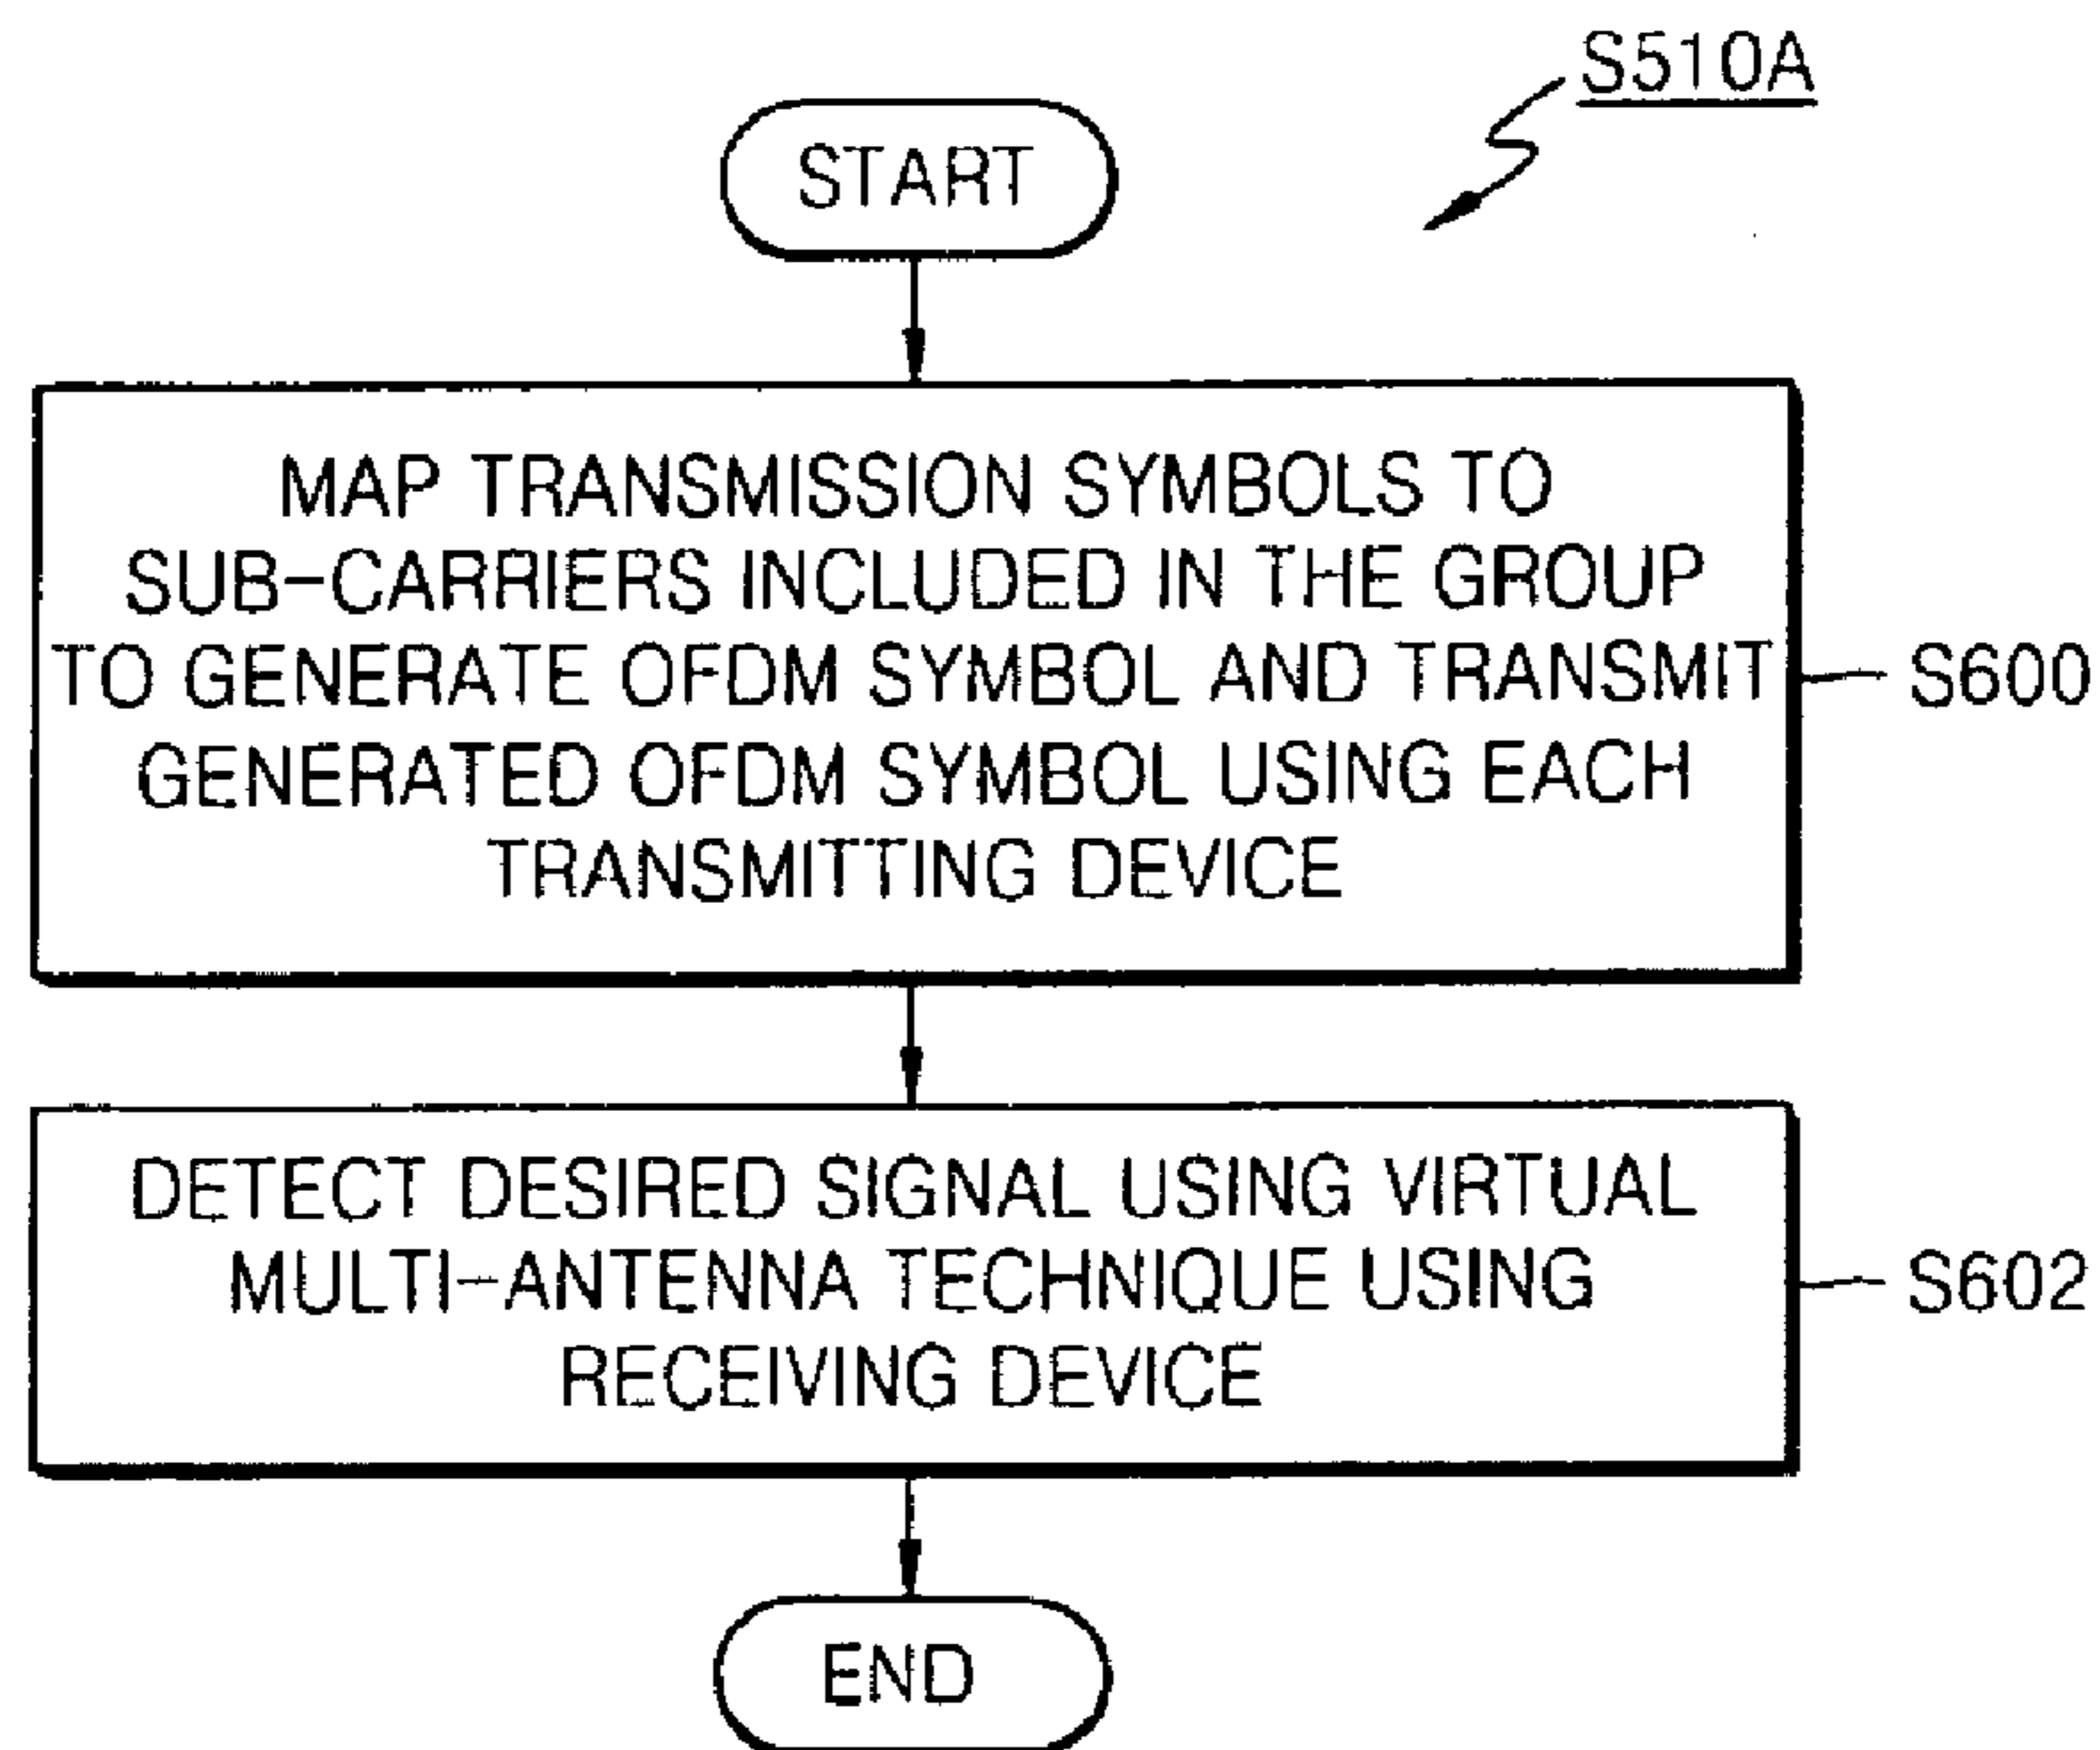 S510A
START
MAP TRANSMISSION SYMBOLS TO
SUB-CARRIERS INCLUDED IN THE GROUP
TO GENERATE OFDM SYMBOL AND TRANSMIT
GENERATED OFDM SYMBOL USING EACH
TRANSMITTING DEVICE
S600
DETECT DESIRED SIGNAL USING VIRTUAL
MULTI-ANTENNA TECHNIQUE USING
RECEIVING DEVICE
S602
END